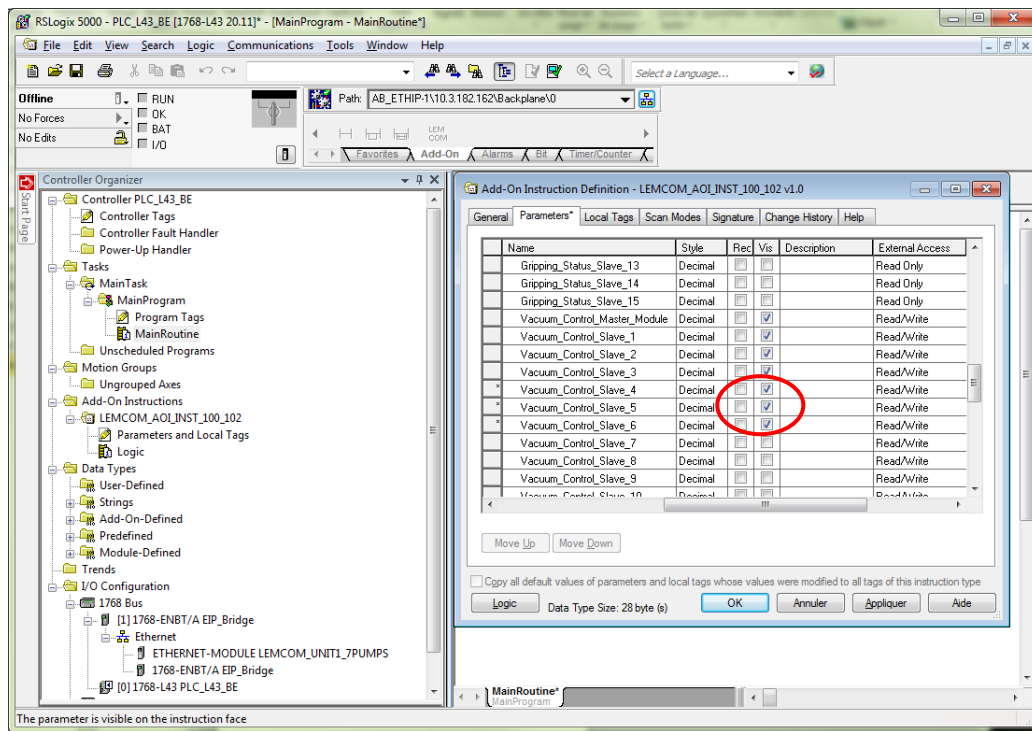 RSLogix 5000 - PLC_L43_BE [1768-L43 20.11]* - [MainProgram - MainRoutine*]
File Edit View Search Logic Communications Tools Window Help
Select a Language...
Offline
RUN
No Forces
OK
No Edits
BAT
I/O
Path: AB_ETHIP-1\10.3.182.162\Backplane\0
LEM
COM
Favorites Add-On Alarms Bit Timer/Counter
Start Page
Controller Organizer
Controller PLC_L43_BE
Controller Tags
Controller Fault Handler
Power-Up Handler
Tasks
MainTask
MainProgram
Program Tags
MainRoutine
Unscheduled Programs
Motion Groups
Ungrouped Axes
Add-On Instructions
LEMCOM_AOI_INST_100_102
Parameters and Local Tags
Logic
Data Types
User-Defined
Strings
Add-On-Defined
Predefined
Module-Defined
Trends
I/O Configuration
1768 Bus
[1] 1768-ENBT/A EIP_Bridge
Ethernet
ETHERNET-MODULE LEMCOM_UNIT1_7PUMPS
1768-ENBT/A EIP_Bridge
[0] 1768-L43 PLC_L43_BE
Add-On Instruction Definition - LEMCOM_AOI_INST_100_102 v1.0
General Parameters* Local Tags Scan Modes Signature Change History Help
Name Style Req Vis Description External Access
Gripping_Status_Slave_13 Decimal Read Only
Gripping_Status_Slave_14 Decimal Read Only
Gripping_Status_Slave_15 Decimal Read Only
Vacuum_Control_Master_Module Decimal Read/Write
Vacuum_Control_Slave_1 Decimal Read/Write
Vacuum_Control_Slave_2 Decimal Read/Write
Vacuum_Control_Slave_3 Decimal Read/Write
* Vacuum_Control_Slave_4 Decimal Read/Write
* Vacuum_Control_Slave_5 Decimal Read/Write
* Vacuum_Control_Slave_6 Decimal Read/Write
Vacuum_Control_Slave_7 Decimal Read/Write
Vacuum_Control_Slave_8 Decimal Read/Write
Vacuum_Control_Slave_9 Decimal Read/Write
Vacuum_Control_Slave_10 Decimal Read/Write
Move Up Move Down
Copy all default values of parameters and local tags whose values were modified to all tags of this instruction type
Logic Data Type Size: 28 byte (s) OK Annuler Appliquer Aide
MainRoutine*
MainProgram
The parameter is visible on the instruction face